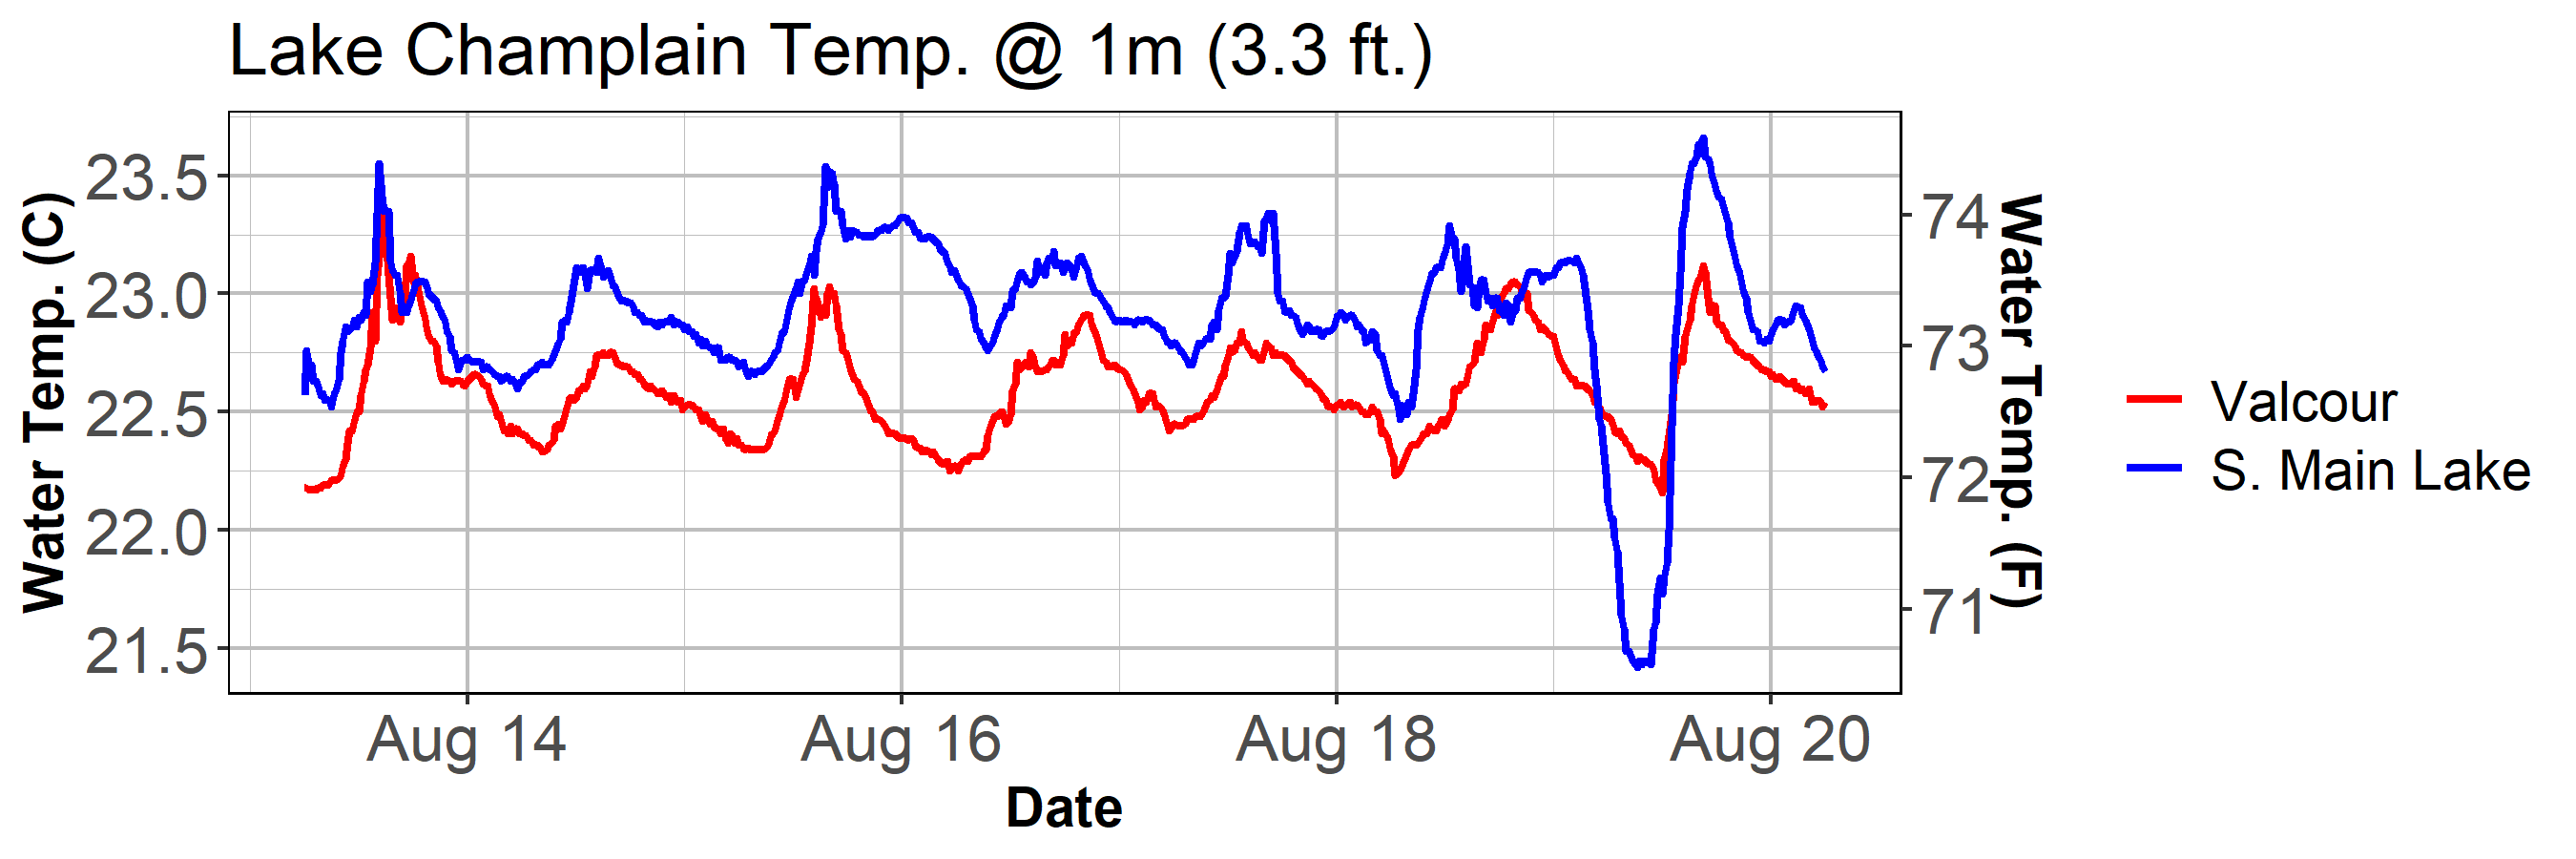 Lake Champlain Temp. @ 1m (3.3 ft.)
Water Temp. (C)
23.5
23.0
22.5
22.0
21.5
74
73
72
71
Water Temp. (F)
Aug 14
Aug 16
Aug 18
Aug 20
Date
Valcour
S. Main Lake